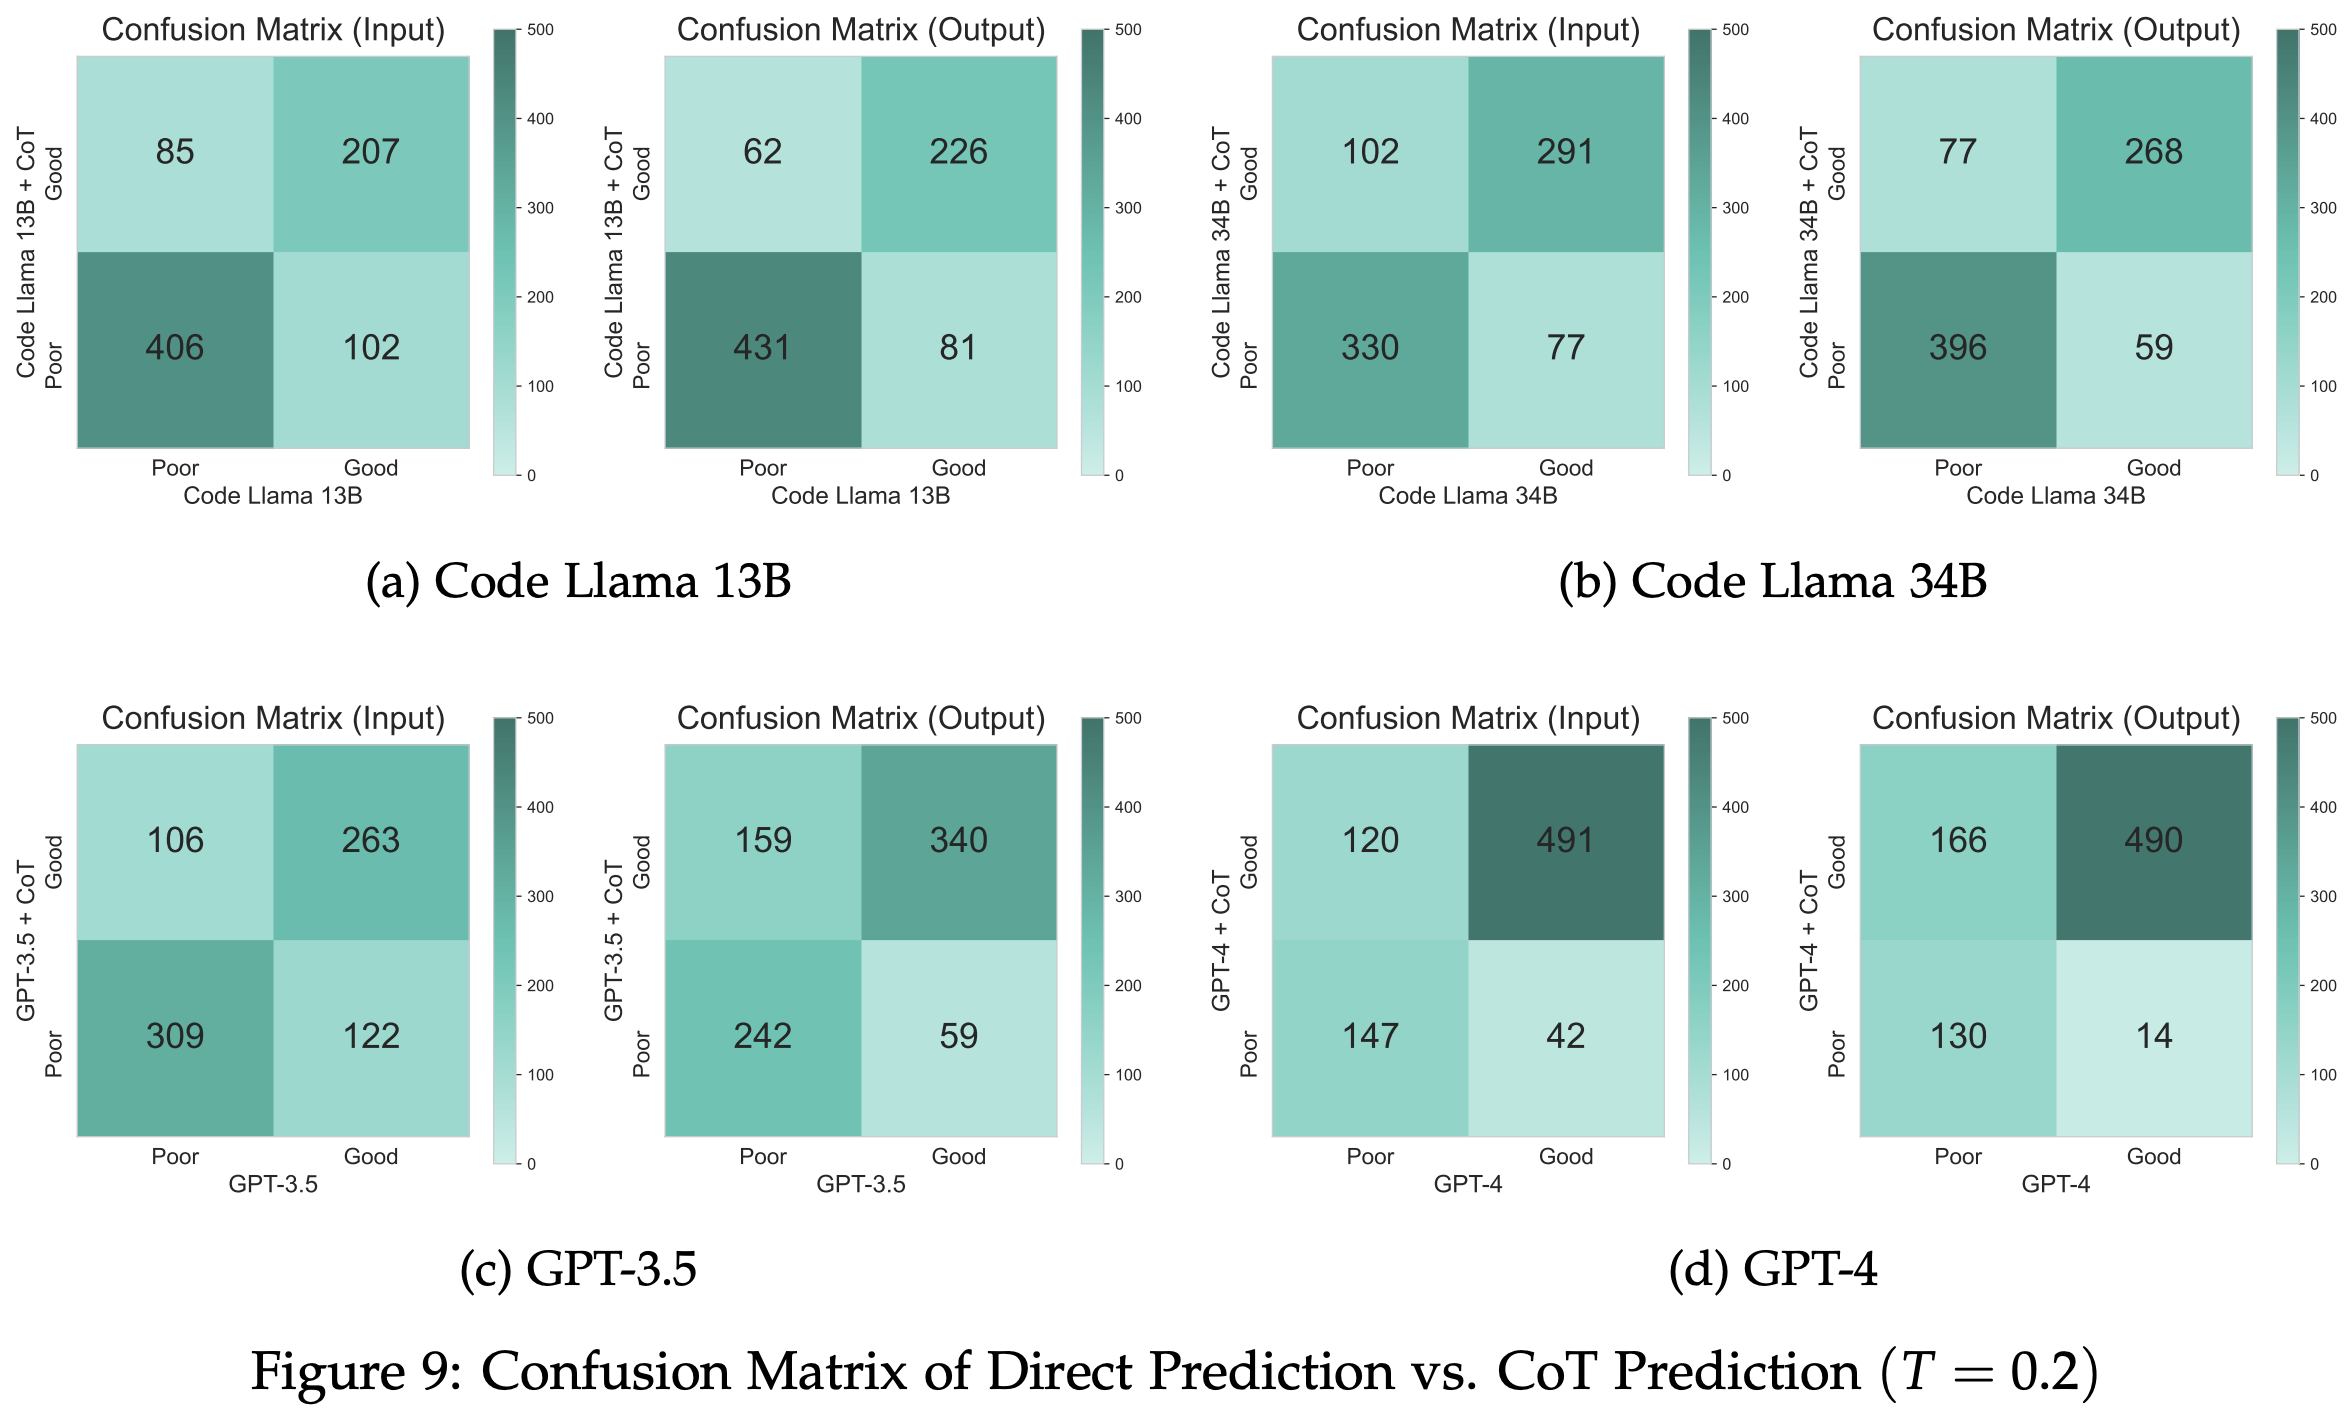 Confusion Matrix (Input)
Code Llama 13B + CoT
Good
Poor
85
207
406
102
Poor
Good
Code Llama 13B
500
400
300
200
100
0
Confusion Matrix (Output)
Code Llama 13B + CoT
Good
Poor
62
226
431
81
Poor
Good
Code Llama 13B
500
400
300
200
100
0
(a) Code Llama 13B
Confusion Matrix (Input)
Code Llama 34B + CoT
Good
Poor
102
291
330
77
Poor
Good
Code Llama 34B
500
400
300
200
100
0
Confusion Matrix (Output)
Code Llama 34B + CoT
Good
Poor
77
268
396
59
Poor
Good
Code Llama 34B
500
400
300
200
100
0
(b) Code Llama 34B
Confusion Matrix (Input)
GPT-3.5 + CoT
Good
Poor
106
263
309
122
Poor
Good
GPT-3.5
500
400
300
200
100
0
Confusion Matrix (Output)
GPT-3.5 + CoT
Good
Poor
159
340
242
59
Poor
Good
GPT-3.5
500
400
300
200
100
0
(c) GPT-3.5
Confusion Matrix (Input)
GPT-4 + CoT
Good
Poor
120
491
147
42
Poor
Good
GPT-4
500
400
300
200
100
0
Confusion Matrix (Output)
GPT-4 + CoT
Good
Poor
166
490
130
14
Poor
Good
GPT-4
500
400
300
200
100
0
(d) GPT-4
Figure 9: Confusion Matrix of Direct Prediction vs. CoT Prediction (T = 0.2)